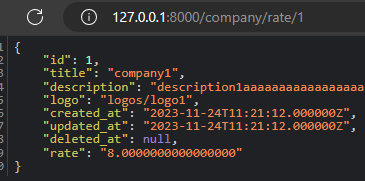 127.0.0.1:8000/company/rate/1
{
"id": 1,
"title": "company1",
"description": "description1aaaaaaaaaaaaaaaaaa
"logo": "logos/logo1",
"created_at": "2023-11-24T11:21:12.000000Z",
"updated_at": "2023-11-24T11:21:12.000000Z",
"deleted_at": null,
"rate": "8.0000000000000000"
}